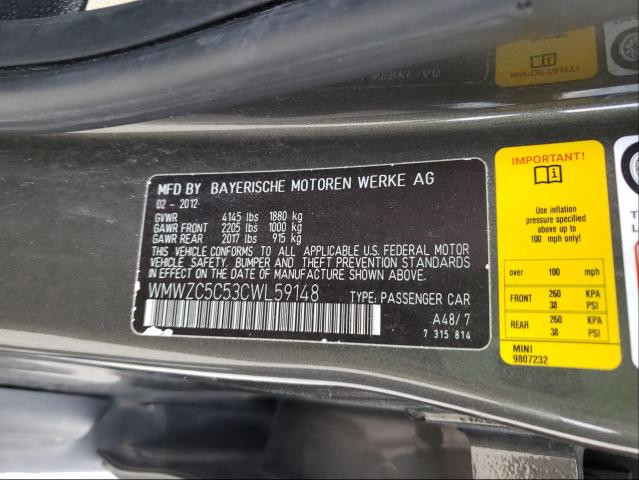 MFD BY BAYERISCHE MOTOREN WERKE AG
02 - 2012
GVWR 4145 lbs 1880 kg
GAWR FRONT 2205 lbs 1000 kg
GAWR REAR 2017 lbs 915 kg
THIS VEHICLE CONFORMS TO ALL APPLICABLE U.S. FEDERAL MOTOR
VEHICLE SAFETY, BUMPER AND THEFT PREVENTION STANDARDS
IN EFFECT ON THE DATE OF MANUFACTURE SHOWN ABOVE.
WMWZC5C53CWL59148 TYPE: PASSENGER CAR
A48/ 7
7 315 814
IMPORTANT!
Use inflation
pressure specified
above up to
100 mph only!
over 100 mph
FRONT 260 KPA
38 PSI
REAR 260 KPA
38 PSI
MINI
9807232